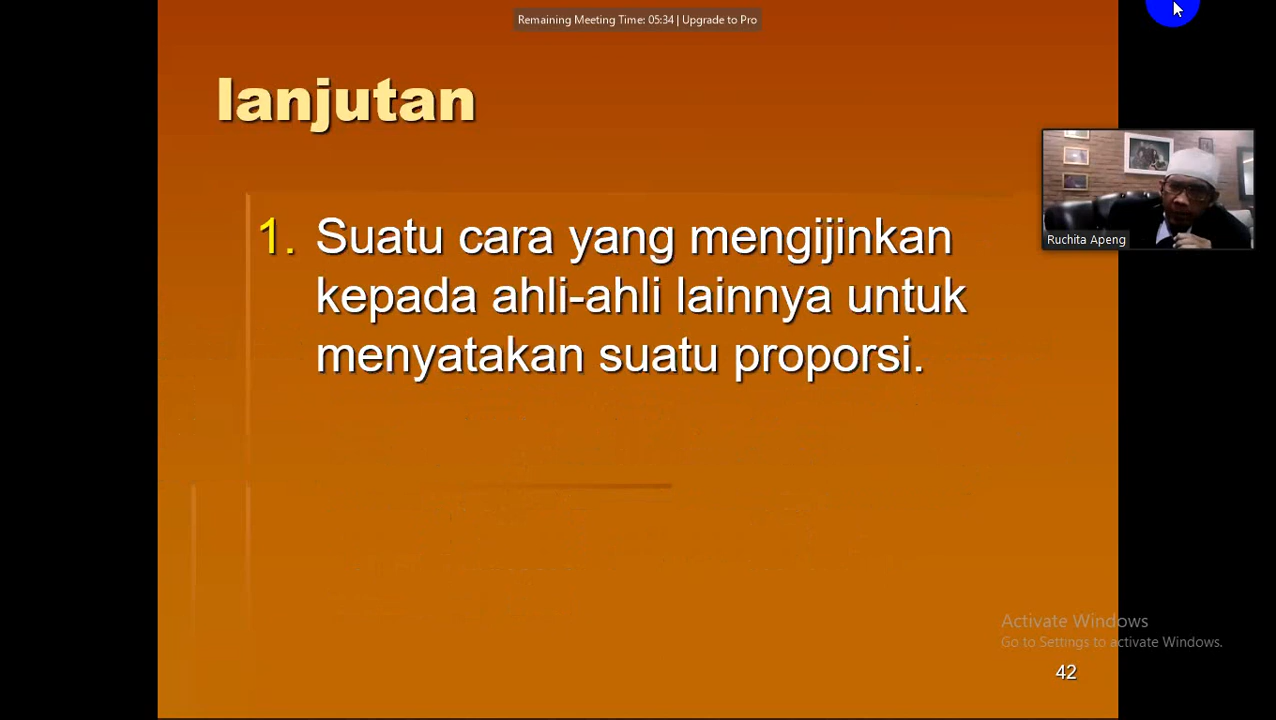 Remaining Meeting Time: 05:34 | Upgrade to Pro
lanjutan
1. Suatu cara yang mengijinkan
kepada ahli-ahli lainnya untuk
menyatakan suatu proporsi.
Ruchita Apeng
Activate Windows
Go to Settings to activate Windows.
42